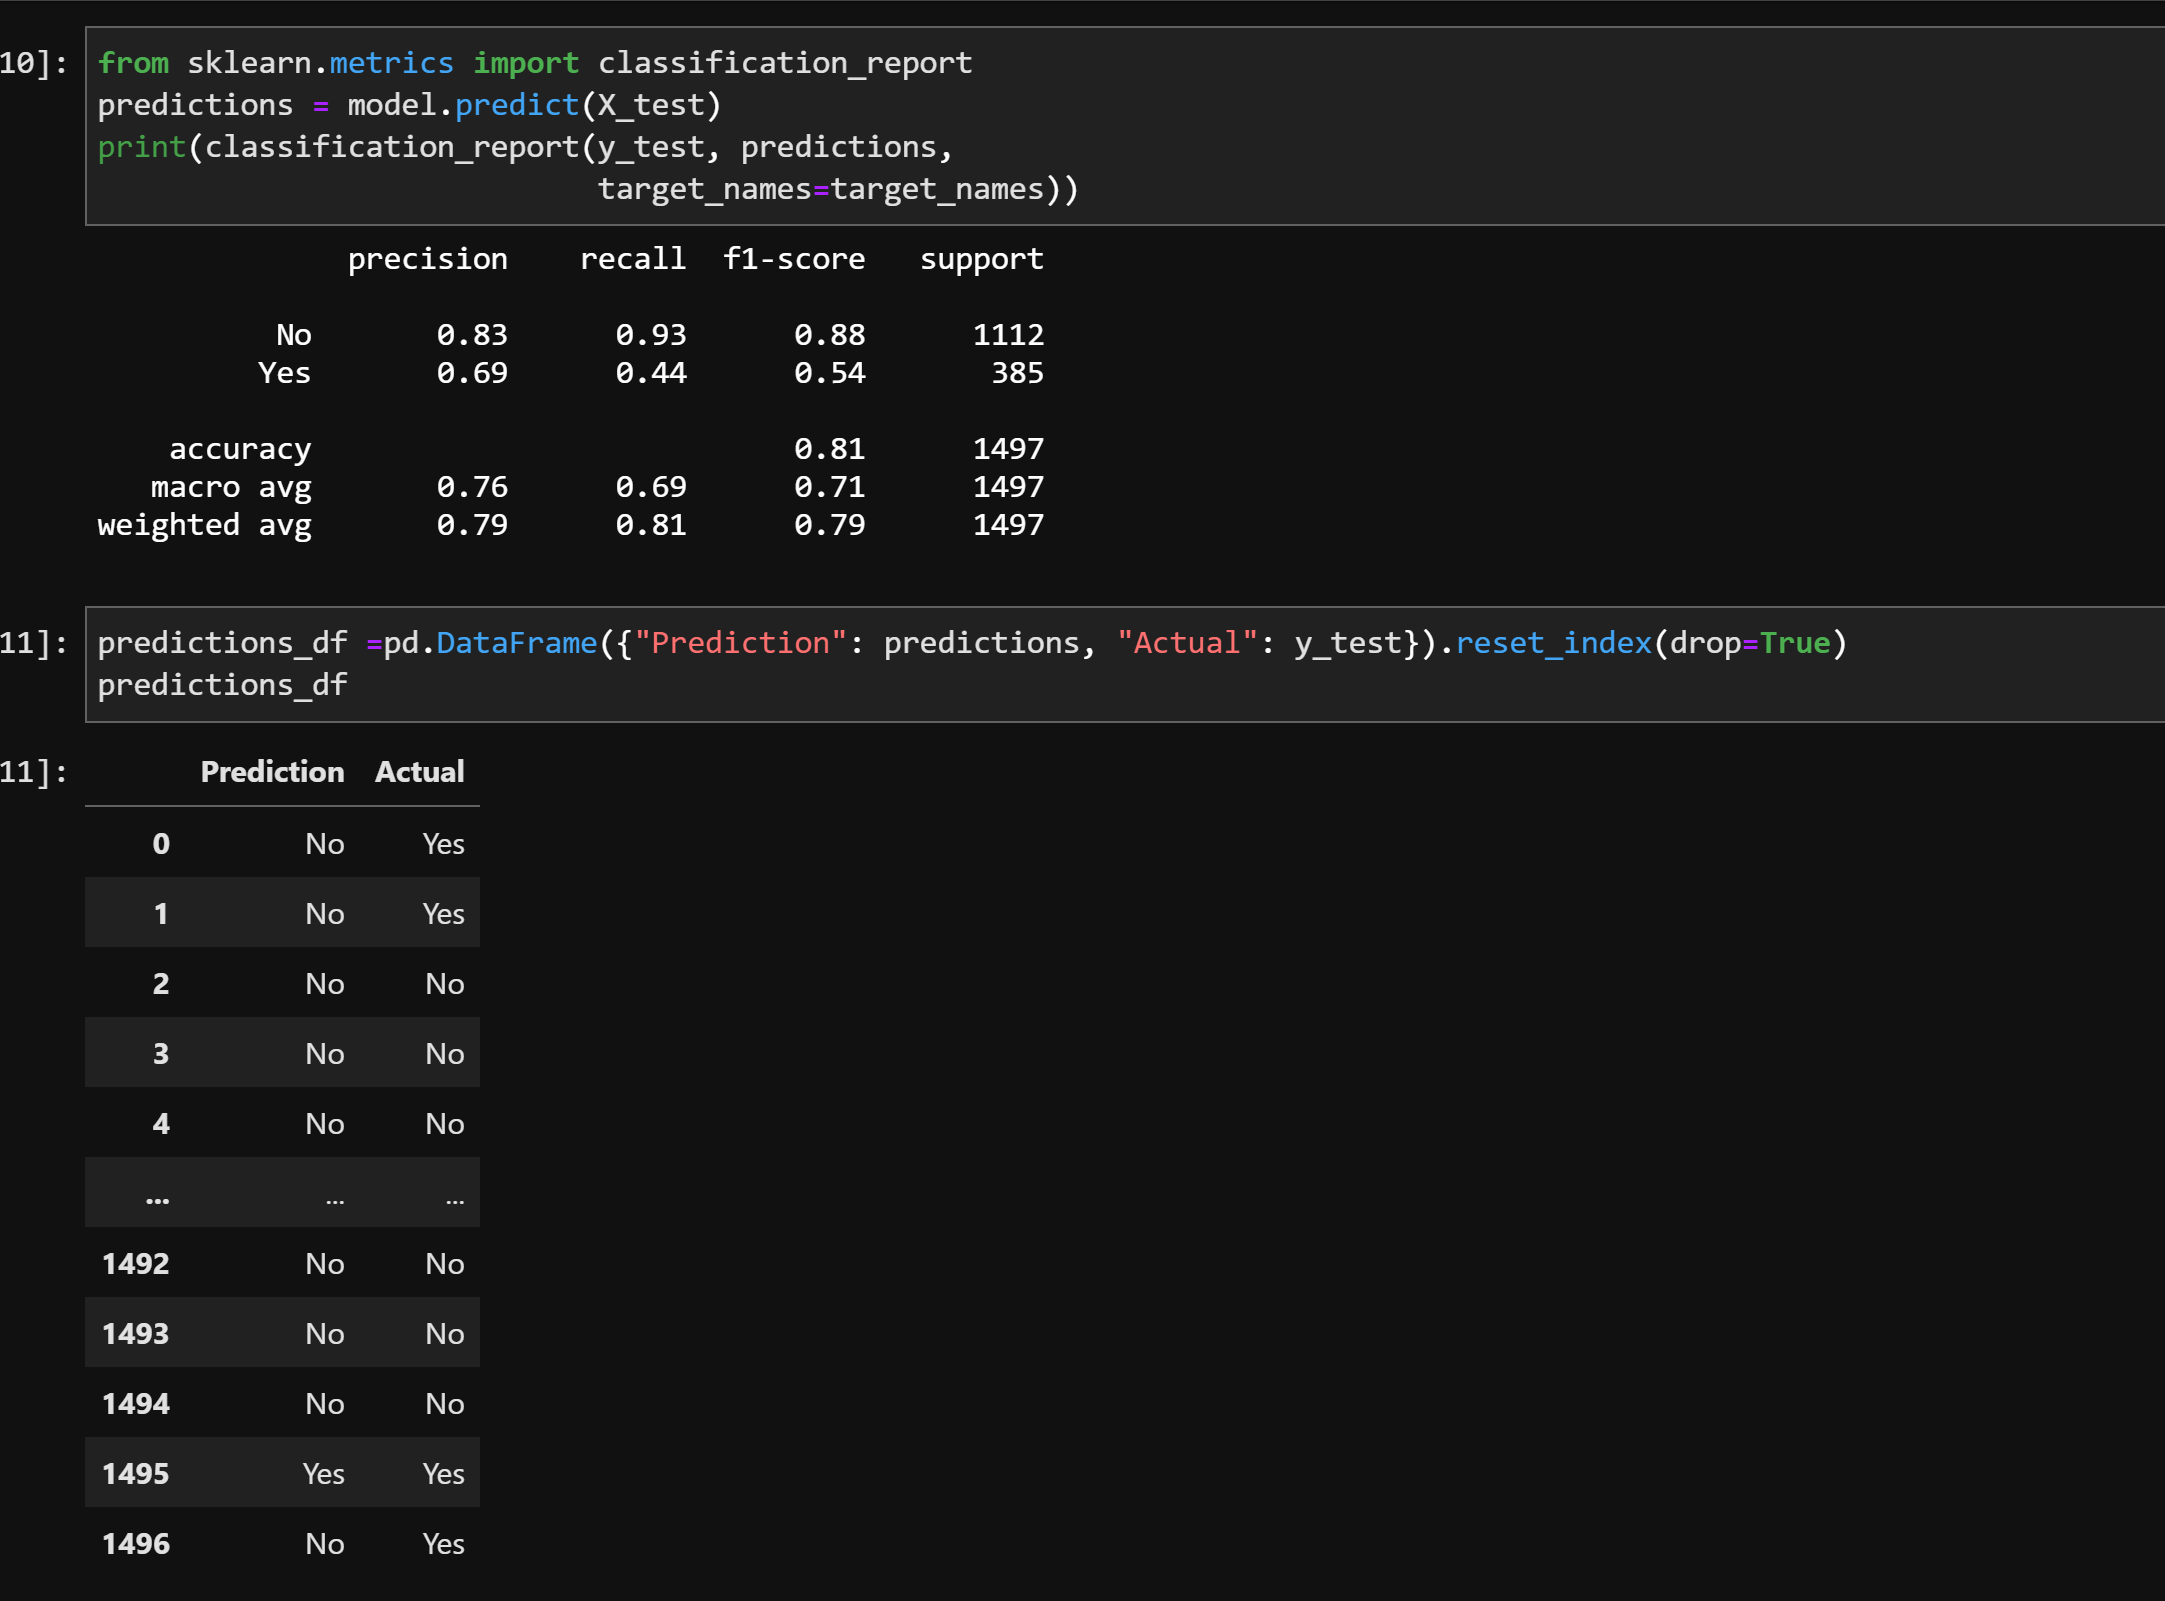 10]:
from sklearn.metrics import classification_report
predictions = model.predict(X_test)
print(classification_report(y_test, predictions,
                            target_names=target_names))
              precision    recall  f1-score   support
          No       0.83      0.93      0.88      1112
         Yes       0.69      0.44      0.54       385
    accuracy                           0.81      1497
   macro avg       0.76      0.69      0.71      1497
weighted avg       0.79      0.81      0.79      1497
11]:
predictions_df =pd.DataFrame({"Prediction": predictions, "Actual": y_test}).reset_index(drop=True)
predictions_df
11]:
Prediction Actual
0 No Yes
1 No Yes
2 No No
3 No No
4 No No
... ... ...
1492 No No
1493 No No
1494 No No
1495 Yes Yes
1496 No Yes